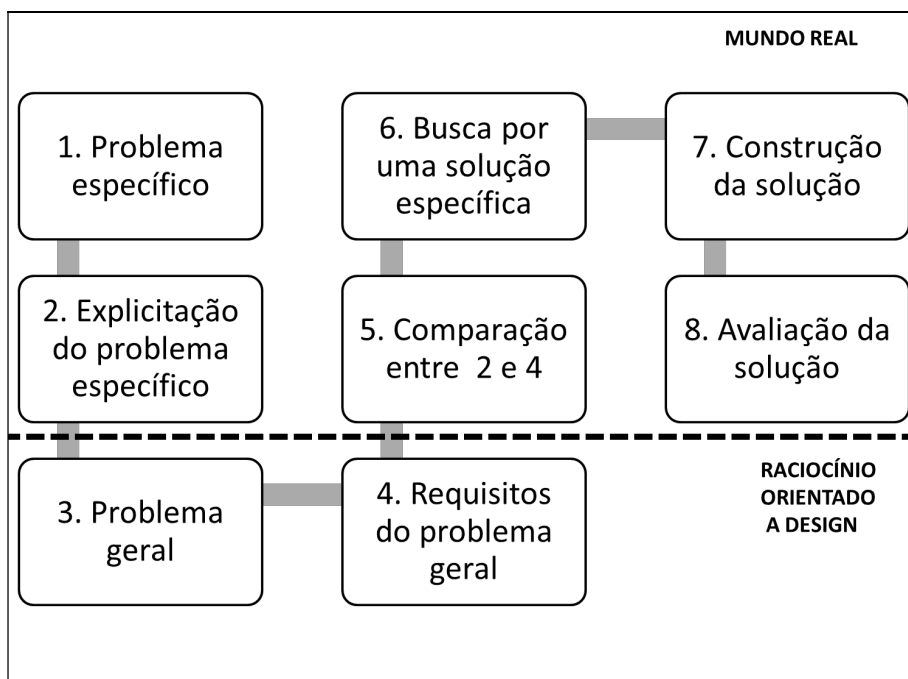 MUNDO REAL
1. Problema
específico
2. Explicitação
do problema
específico
3. Problema
geral
4. Requisitos
do problema
geral
5. Comparação
entre 2 e 4
6. Busca por
uma solução
específica
7. Construção
da solução
8. Avaliação da
solução
RACIOCÍNIO
ORIENTADO
A DESIGN